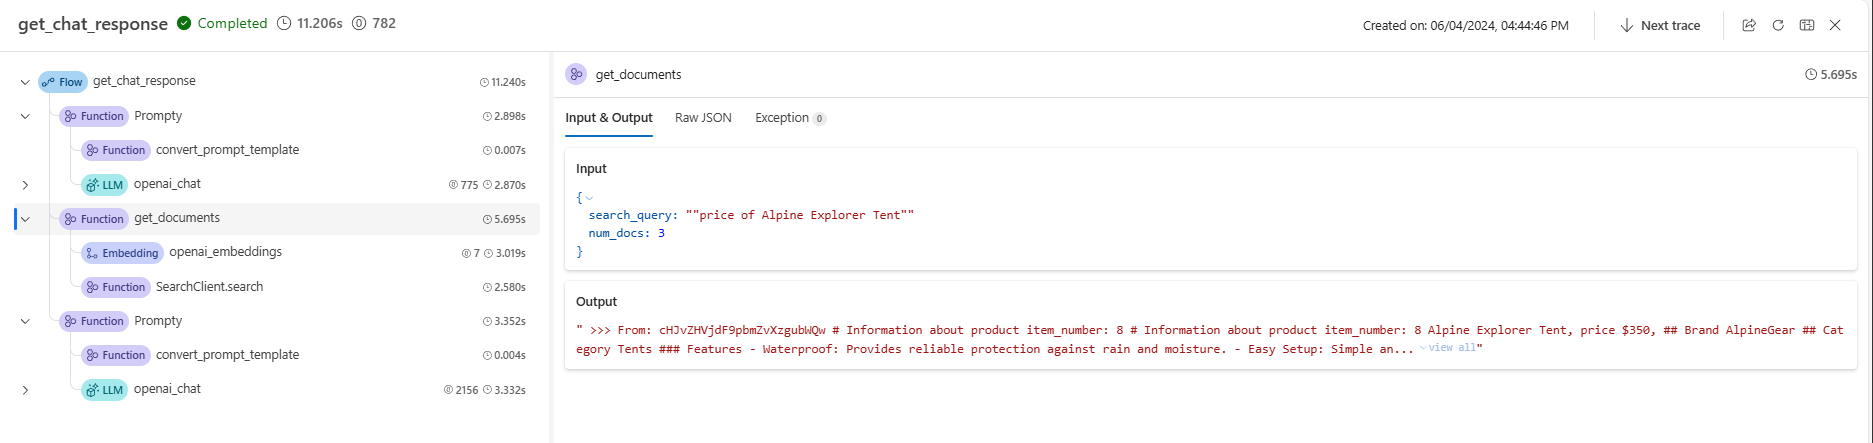 get_chat_response Completed 11.206s 782
Created on: 06/04/2024, 04:44:46 PM Next trace
Flow get_chat_response 11.240s
Function Prompty 2.898s
Function convert_prompt_template 0.007s
LLM openai_chat 775 2.870s
Function get_documents 5.695s
Embedding openai_embeddings 7 3.019s
Function SearchClient.search 2.580s
Function Prompty 3.352s
Function convert_prompt_template 0.004s
LLM openai_chat 2156 3.332s
get_documents 5.695s
Input & Output Raw JSON Exception 0
Input
{
search_query: ""price of Alpine Explorer Tent""
num_docs: 3
}
Output
" >>> From: cHJvZHVjdF9pbmZvXzgubWQw # Information about product item_number: 8 # Information about product item_number: 8 Alpine Explorer Tent, price $350, ## Brand AlpineGear ## Cat
egory Tents ### Features - Waterproof: Provides reliable protection against rain and moisture. - Easy Setup: Simple an... view all"